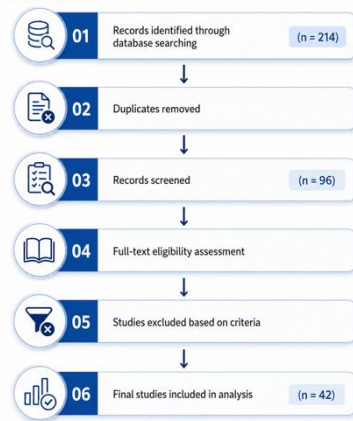 01
Records identified through
database searching
(n = 214)
02
Duplicates removed
03
Records screened
(n = 96)
04
Full-text eligibility assessment
05
Studies excluded based on criteria
06
Final studies included in analysis
(n = 42)